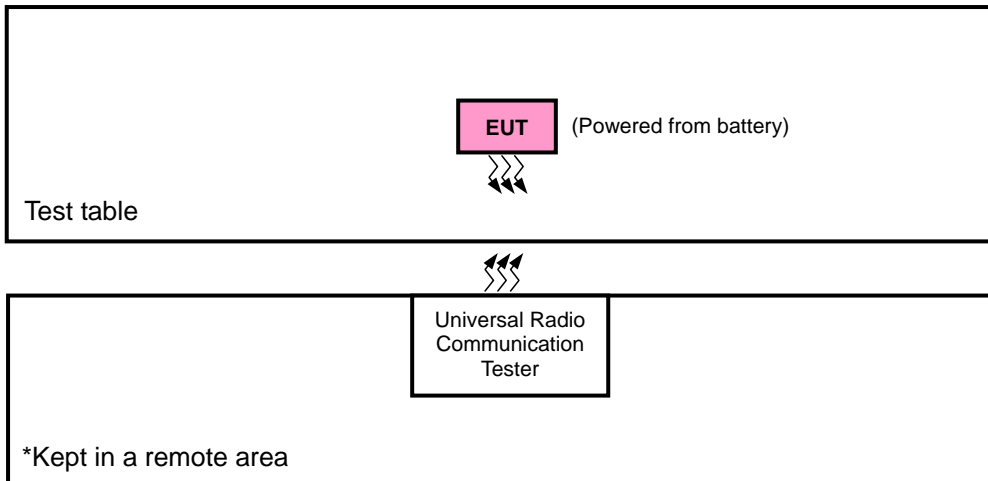 EUT
(Powered from battery)
Test table
Universal Radio
Communication
Tester
*Kept in a remote area